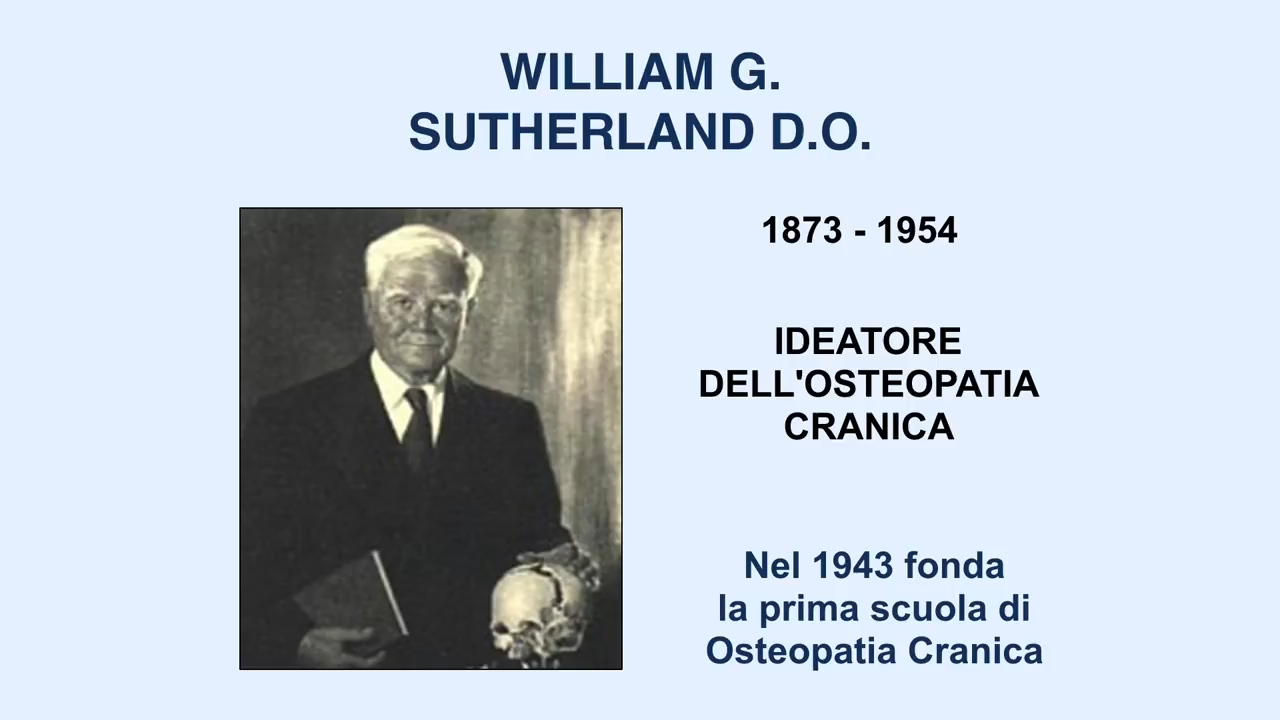 WILLIAM G.
SUTHERLAND D.O.
1873 - 1954
IDEATORE
DELL'OSTEOPATIA
CRANICA
Nel 1943 fonda
la prima scuola di
Osteopatia Cranica